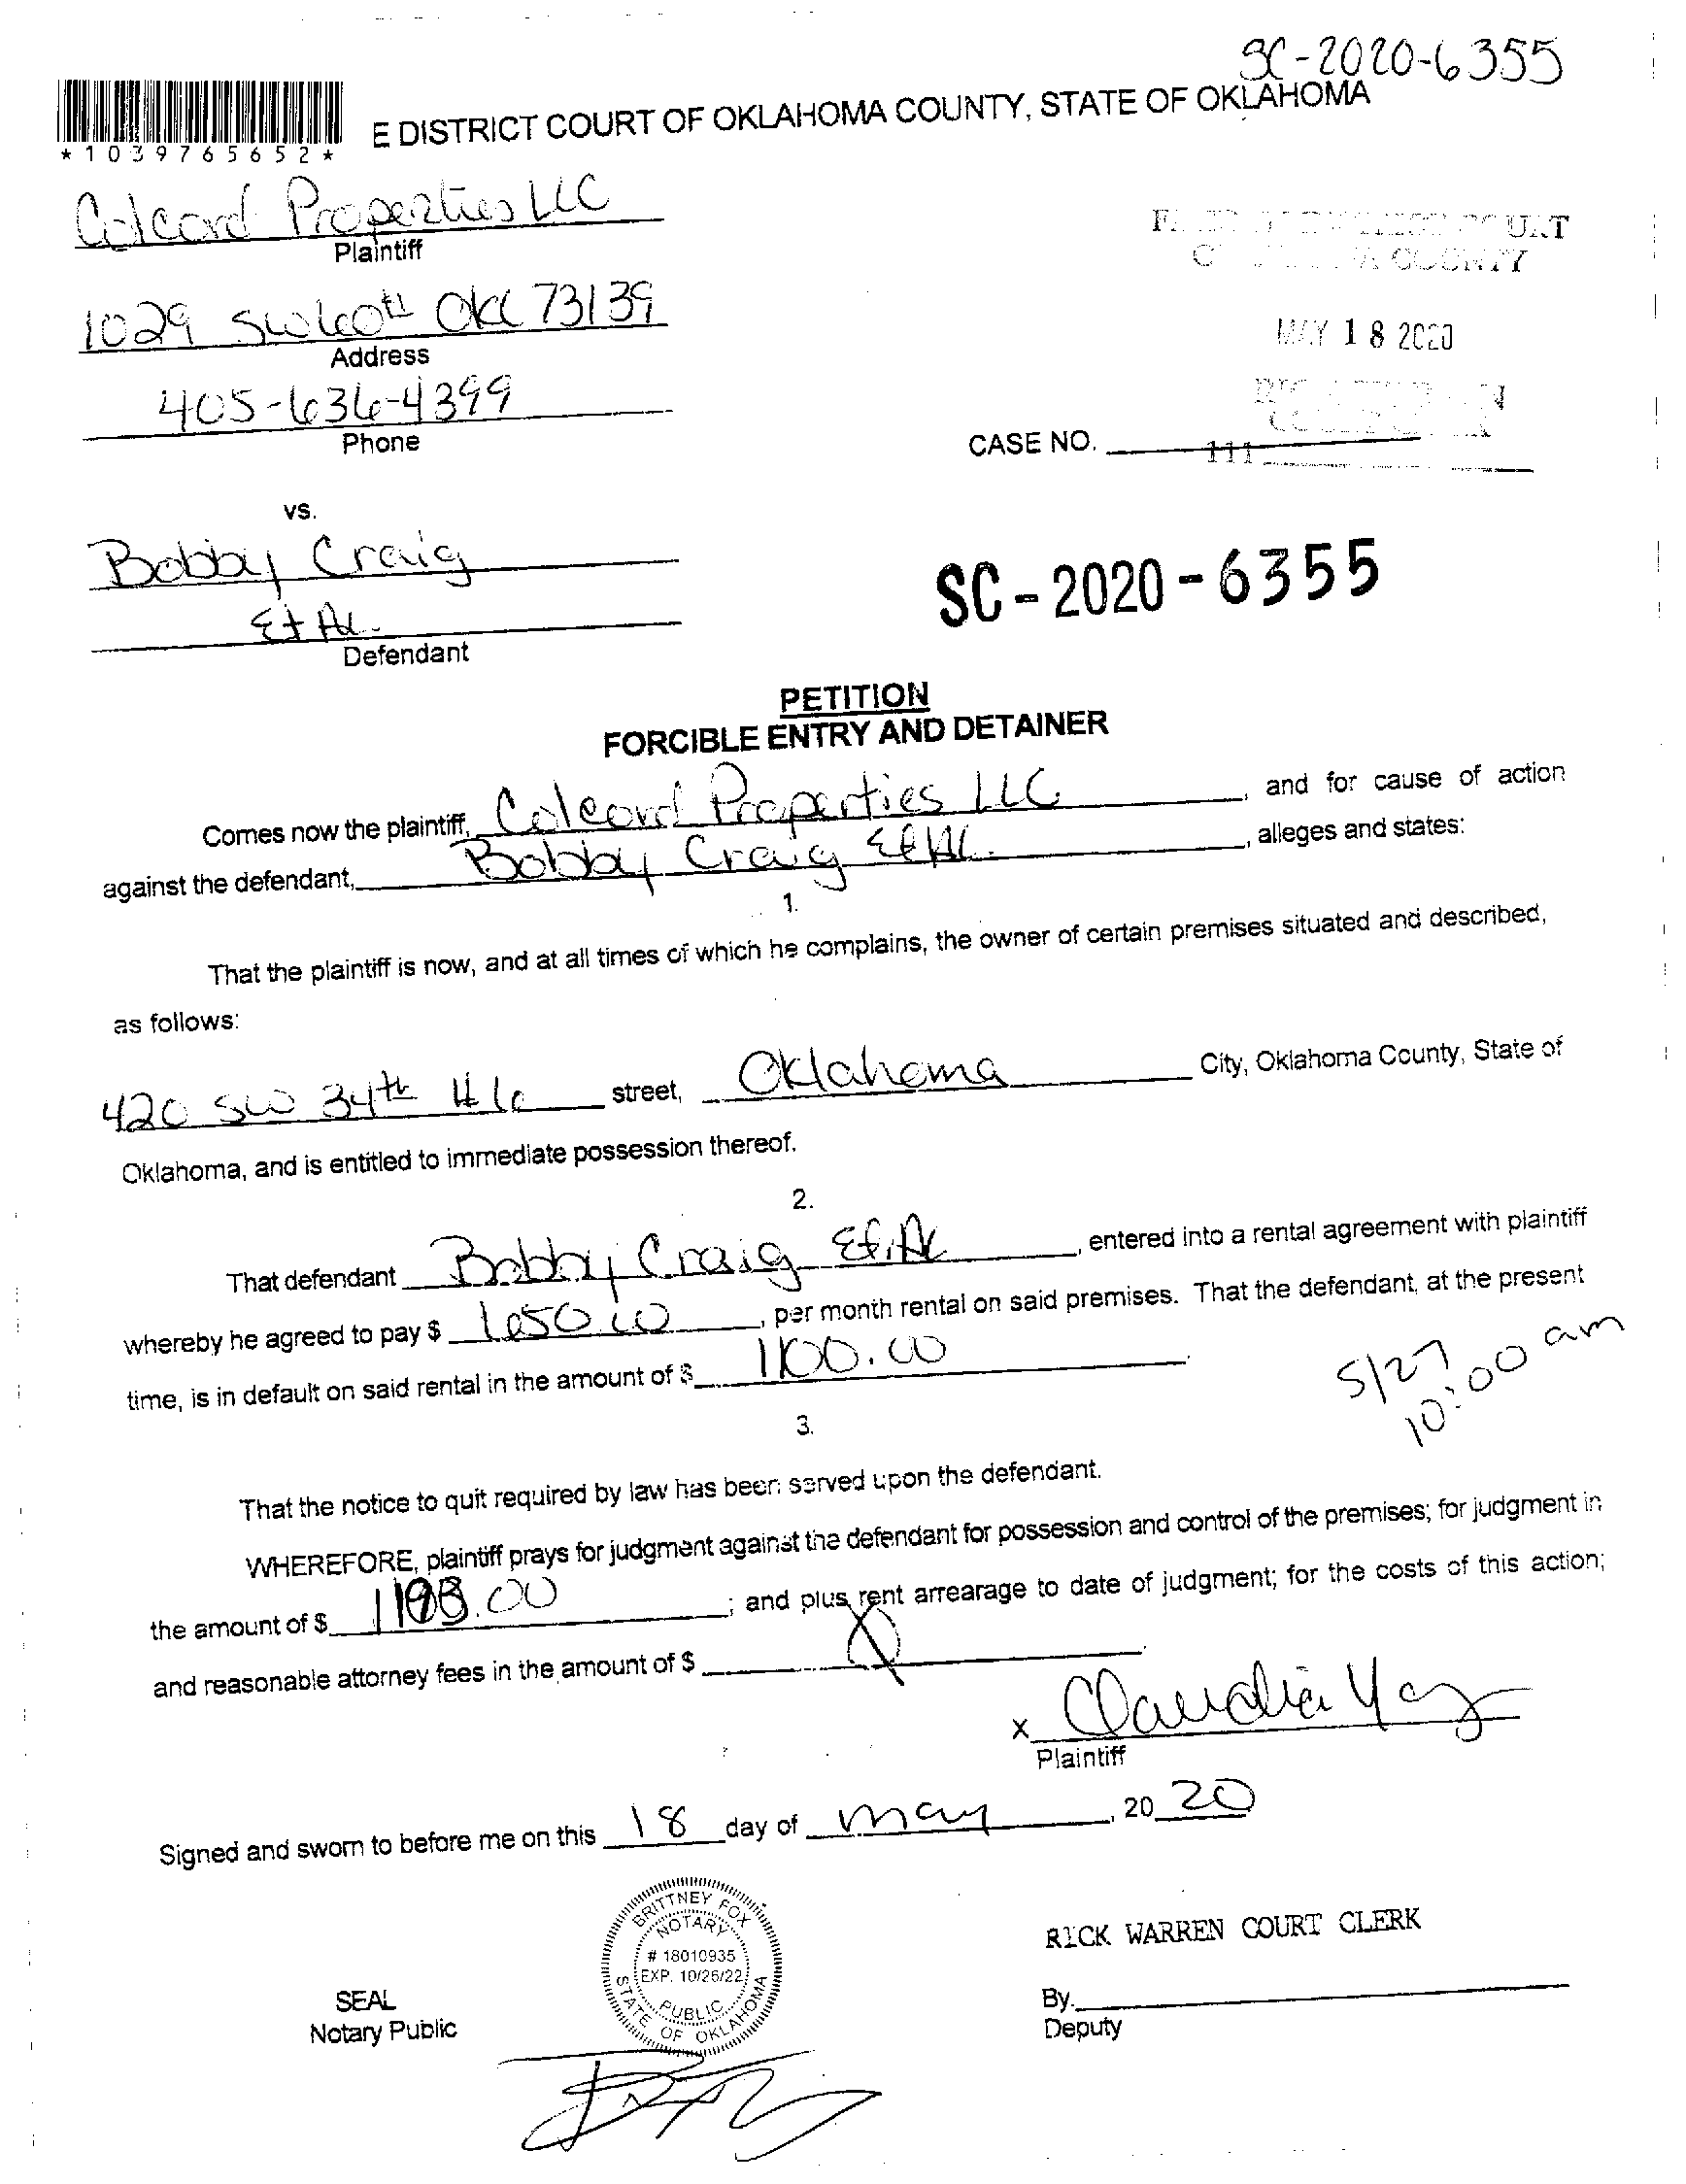 SC-2020-6355
*1039765652*
E DISTRICT COURT OF OKLAHOMA COUNTY, STATE OF OKLAHOMA
Colcord Properties LLC
Plaintiff
COUNTY
1029 SW 60th OKC 73139
Address
MAY 18 2020
405-636-4399
Phone
CASE NO.
111
vs.
Bobby Craig
Et Al.
Defendant
SC-2020-6355
PETITION
FORCIBLE ENTRY AND DETAINER
Comes now the plaintiff, Colcord Properties LLC, and for cause of action
against the defendant, Bobby Craig Et Al., alleges and states:
1.
That the plaintiff is now, and at all times of which he complains, the owner of certain premises situated and described,
as follows:
420 SW 34th #6 street, Oklahoma City, Oklahoma County, State of
Oklahoma, and is entitled to immediate possession thereof.
2.
That defendant Bobby Craig Et Al, entered into a rental agreement with plaintiff
whereby he agreed to pay $ 650.00, per month rental on said premises. That the defendant, at the present
time, is in default on said rental in the amount of $ 1100.00
5/27
10:00 am
3.
That the notice to quit required by law has been served upon the defendant.
WHEREFORE, plaintiff prays for judgment against the defendant for possession and control of the premises; for judgment in
the amount of $ ; and plus rent arrearage to date of judgment; for the costs of this action;
and reasonable attorney fees in the amount of $
x Claudia
Plaintiff
Signed and sworn to before me on this 18 day of may, 20 20
BRITTNEY FOX
NOTARY
# 18010935
EXP. 10/26/22
PUBLIC
STATE OF OKLAHOMA
RICK WARREN COURT CLERK
SEAL
Notary Public
By.
Deputy